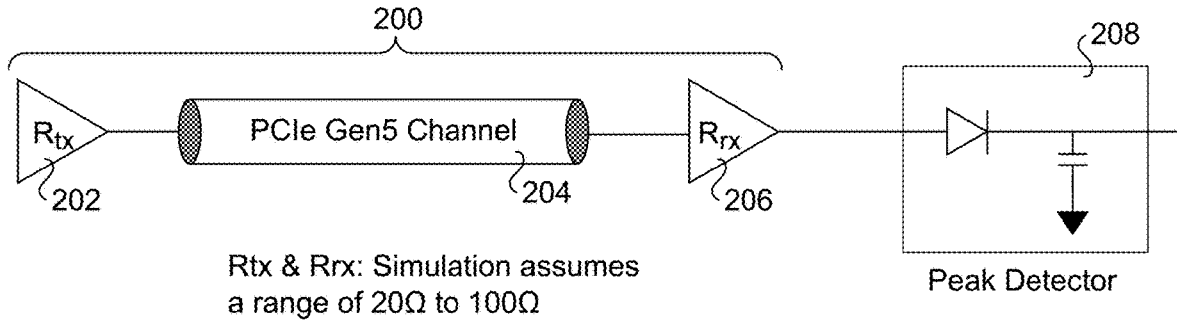 200
208
Rtx
PCIe Gen5 Channel
Rrx
202
204
206
Rtx & Rrx: Simulation assumes
a range of 20Ω to 100Ω
Peak Detector